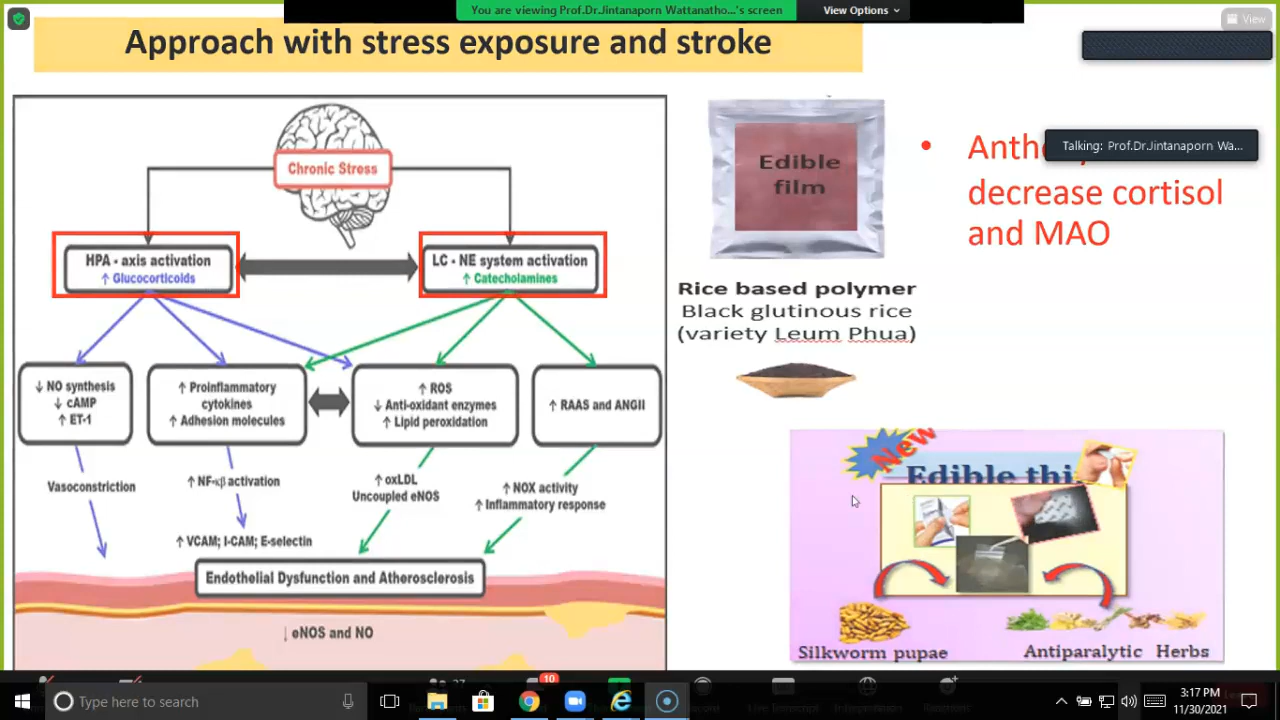 You are viewing Prof.Dr.Jintanaporn Wattanatho...'s screen
View Options
View
Approach with stress exposure and stroke
Talking: Prof.Dr.Jintanaporn Wa...
Chronic Stress
HPA - axis activation
↑ Glucocorticoids
LC - NE system activation
↑ Catecholamines
↓ NO synthesis
↓ cAMP
↑ ET-1
↑ Proinflammatory
cytokines
↑ Adhesion molecules
↑ ROS
↓ Anti-oxidant enzymes
↑ Lipid peroxidation
↑ RAAS and ANGII
Vasoconstriction
↑ NF-κβ activation
↑ oxLDL
Uncoupled eNOS
↑ NOX activity
↑ Inflammatory response
↑ VCAM; I-CAM; E-selectin
Endothelial Dysfunction and Atherosclerosis
↓ eNOS and NO
Edible
film
Rice based polymer
Black glutinous rice
(variety Leum Phua)
• Anth
decrease cortisol
and MAO
New
Edible thi
Silkworm pupae
Antiparalytic Herbs
Type here to search
10
3:17 PM
11/30/2021